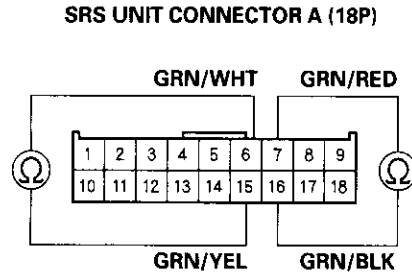 SRS UNIT CONNECTOR A (18P)
GRN/WHT GRN/RED
1 2 3 4 5 6 7 8 9
Ω Ω
10 11 12 13 14 15 16 17 18
GRN/YEL GRN/BLK